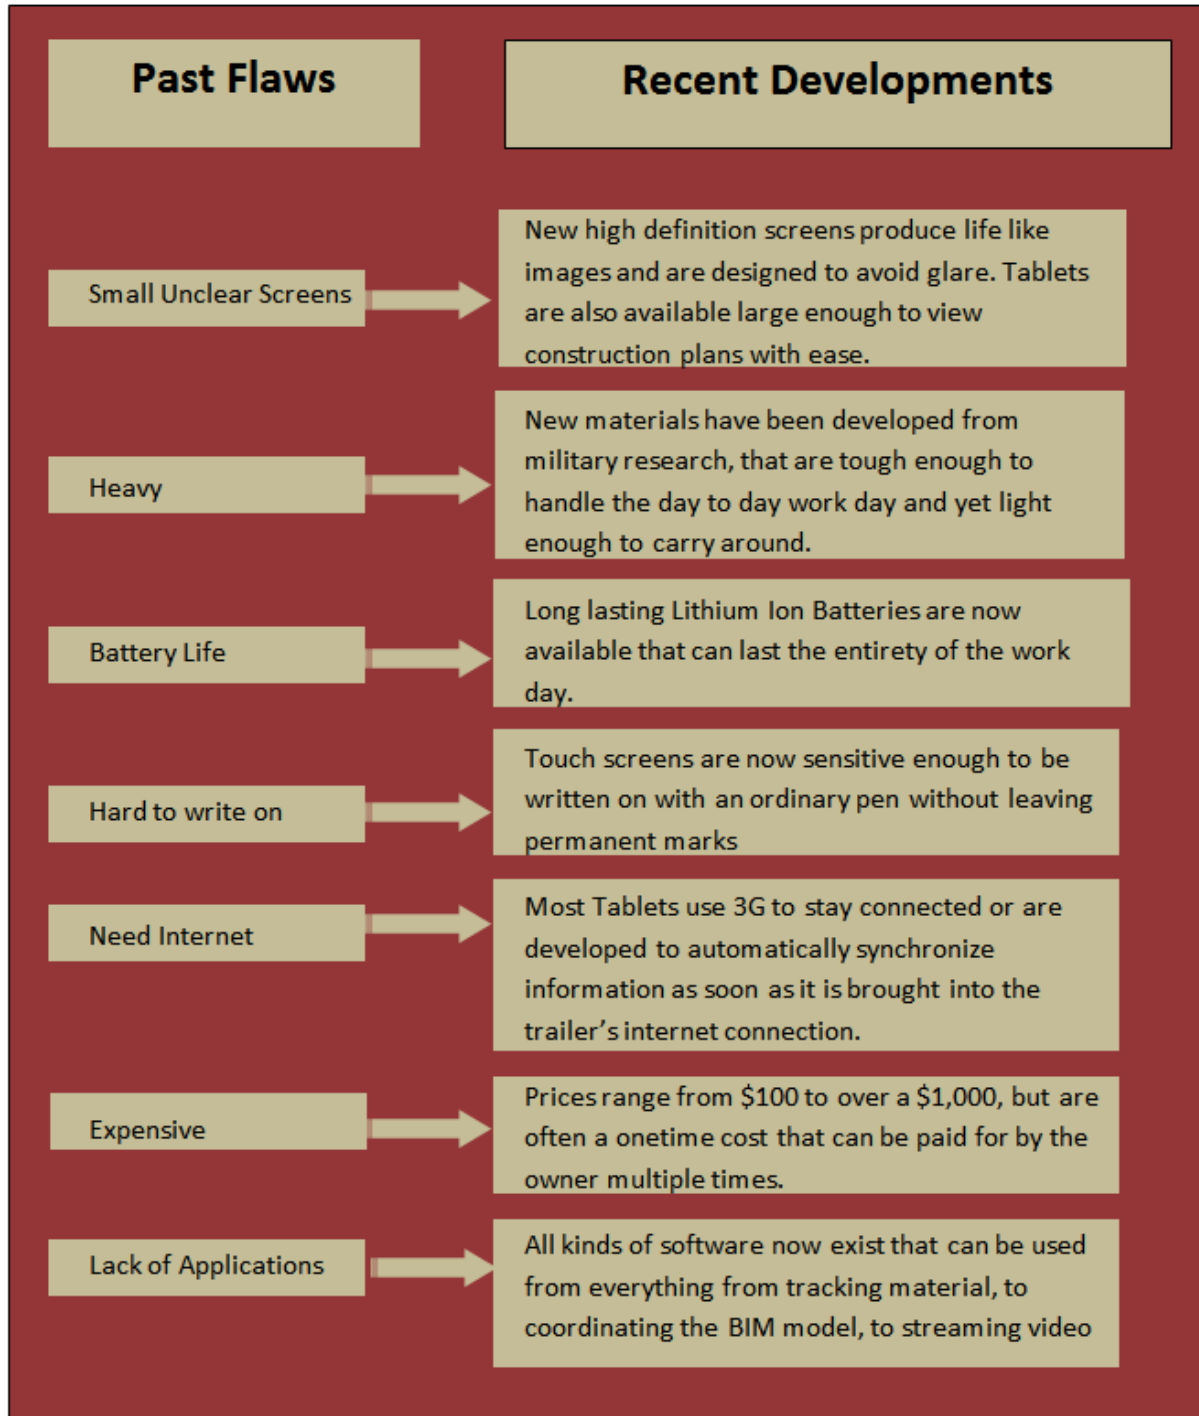 Past Flaws
Recent Developments
Small Unclear Screens
New high definition screens produce life like
images and are designed to avoid glare. Tablets
are also available large enough to view
construction plans with ease.
Heavy
New materials have been developed from
military research, that are tough enough to
handle the day to day work day and yet light
enough to carry around.
Battery Life
Long lasting Lithium Ion Batteries are now
available that can last the entirety of the work
day.
Hard to write on
Touch screens are now sensitive enough to be
written on with an ordinary pen without leaving
permanent marks
Need Internet
Most Tablets use 3G to stay connected or are
developed to automatically synchronize
information as soon as it is brought into the
trailer’s internet connection.
Expensive
Prices range from $100 to over a $1,000, but are
often a onetime cost that can be paid for by the
owner multiple times.
Lack of Applications
All kinds of software now exist that can be used
from everything from tracking material, to
coordinating the BIM model, to streaming video